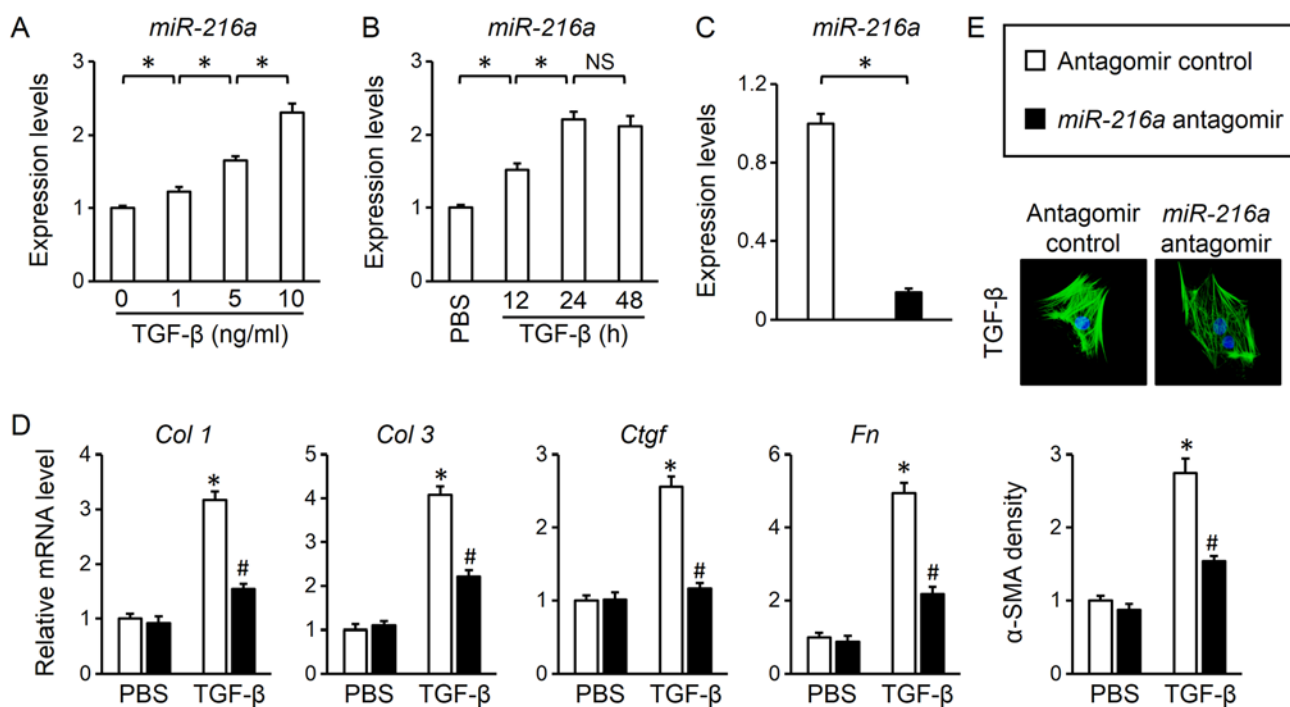 A
miR-216a
* * *
Expression levels
3
2
1
0
0 1 5 10
TGF-β (ng/ml)
B
miR-216a
* * NS
Expression levels
3
2
1
0
PBS 12 24 48
TGF-β (h)
C
miR-216a
*
Expression levels
1.2
0.8
0.4
0
E
Antagomir control
miR-216a antagomir
Antagomir
control
miR-216a
antagomir
TGF-β
D
Col 1
Relative mRNA level
4
3
2
1
0
*
#
PBS TGF-β
Col 3
5
4
3
2
1
0
*
#
PBS TGF-β
Ctgf
3
2
1
0
*
#
PBS TGF-β
Fn
6
4
2
0
*
#
PBS TGF-β
α-SMA density
3
2
1
0
*
#
PBS TGF-β